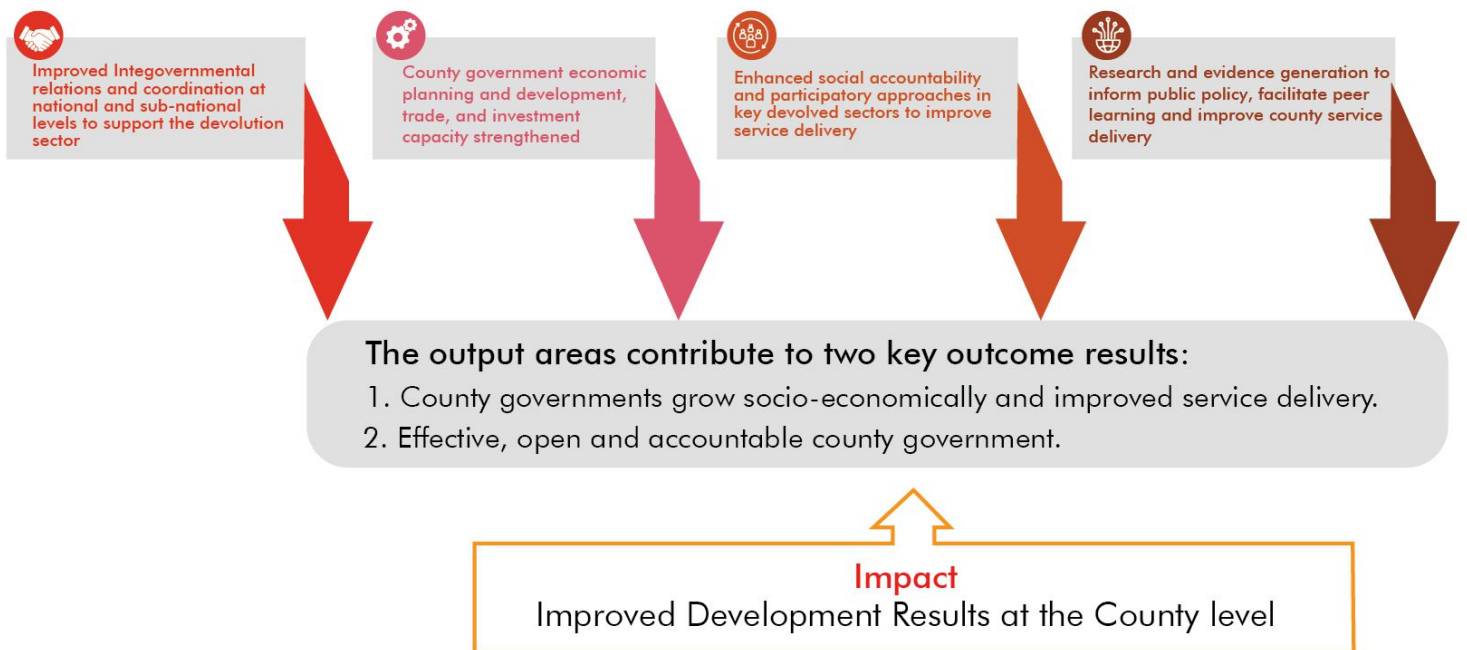 Improved Integovernmental
relations and coordination at
national and sub-national
levels to support the devolution
sector
County government economic
planning and development,
trade, and investment
capacity strengthened
Enhanced social accountability
and participatory approaches in
key devolved sectors to improve
service delivery
Research and evidence generation to
inform public policy, facilitate peer
learning and improve county service
delivery
The output areas contribute to two key outcome results:
1. County governments grow socio-economically and improved service delivery.
2. Effective, open and accountable county government.
Impact
Improved Development Results at the County level